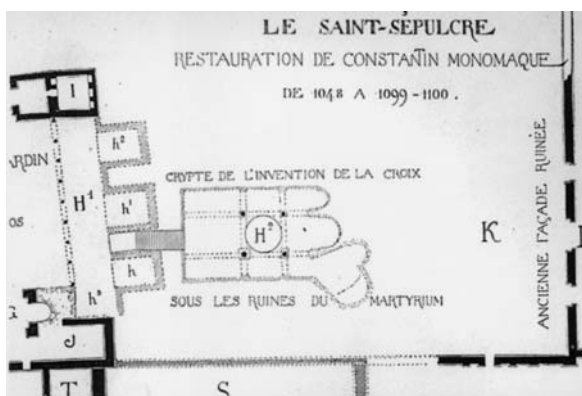 LE SAINT-SÉPULCRE
RESTAURATION DE CONSTANTIN MONOMAQUE
DE 1048 A 1099-1100.
I
h²
ARDIN
CRYPTE DE L'INVENTION DE LA CROIX
H¹
h¹
OS
H²
K
ANCIENNE FAÇADE RUINÉE
h
h³
SOUS LES RUINES DU MARTYRIUM
G
J
T
S